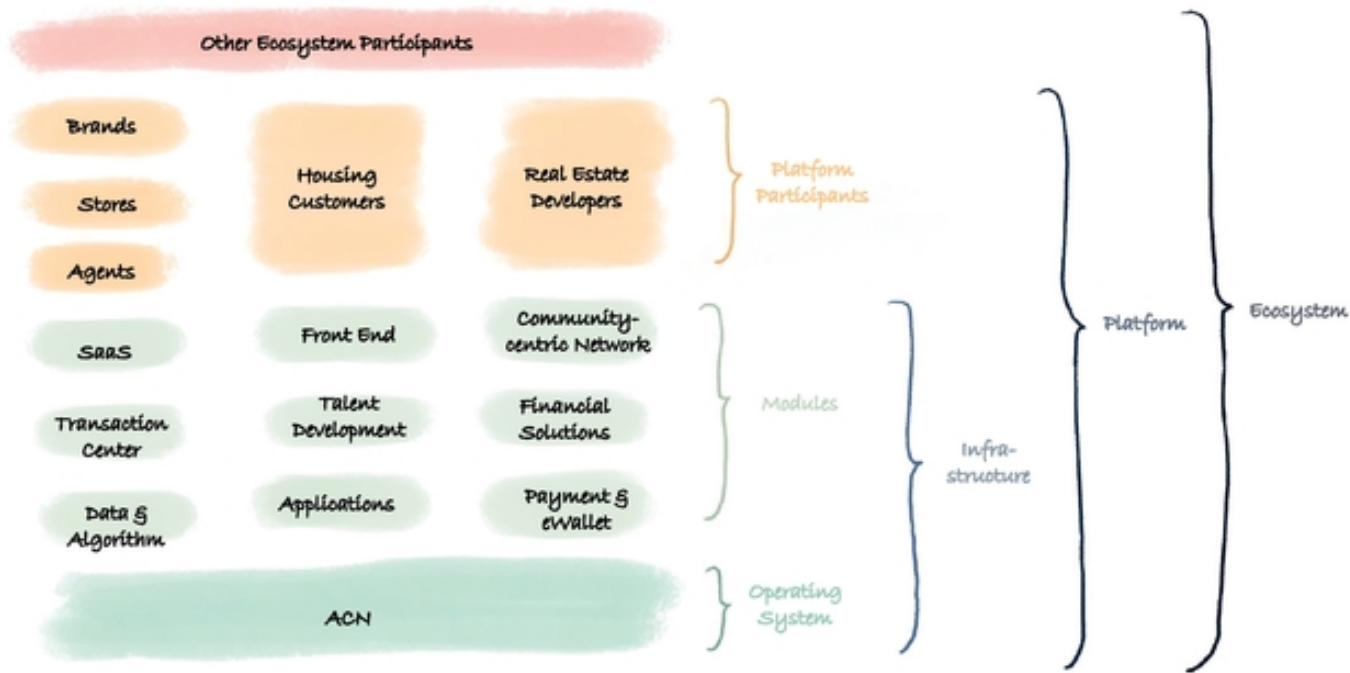 Other Ecosystem Participants
Brands
Stores
Agents
Housing
Customers
Real Estate
Developers
Platform
Participants
SaaS
Front End
Community-
centric Network
Transaction
Center
Talent
Development
Financial
Solutions
Data &
Algorithm
Applications
Payment &
eWallet
Modules
ACN
Operating
System
Infra-
structure
Platform
Ecosystem